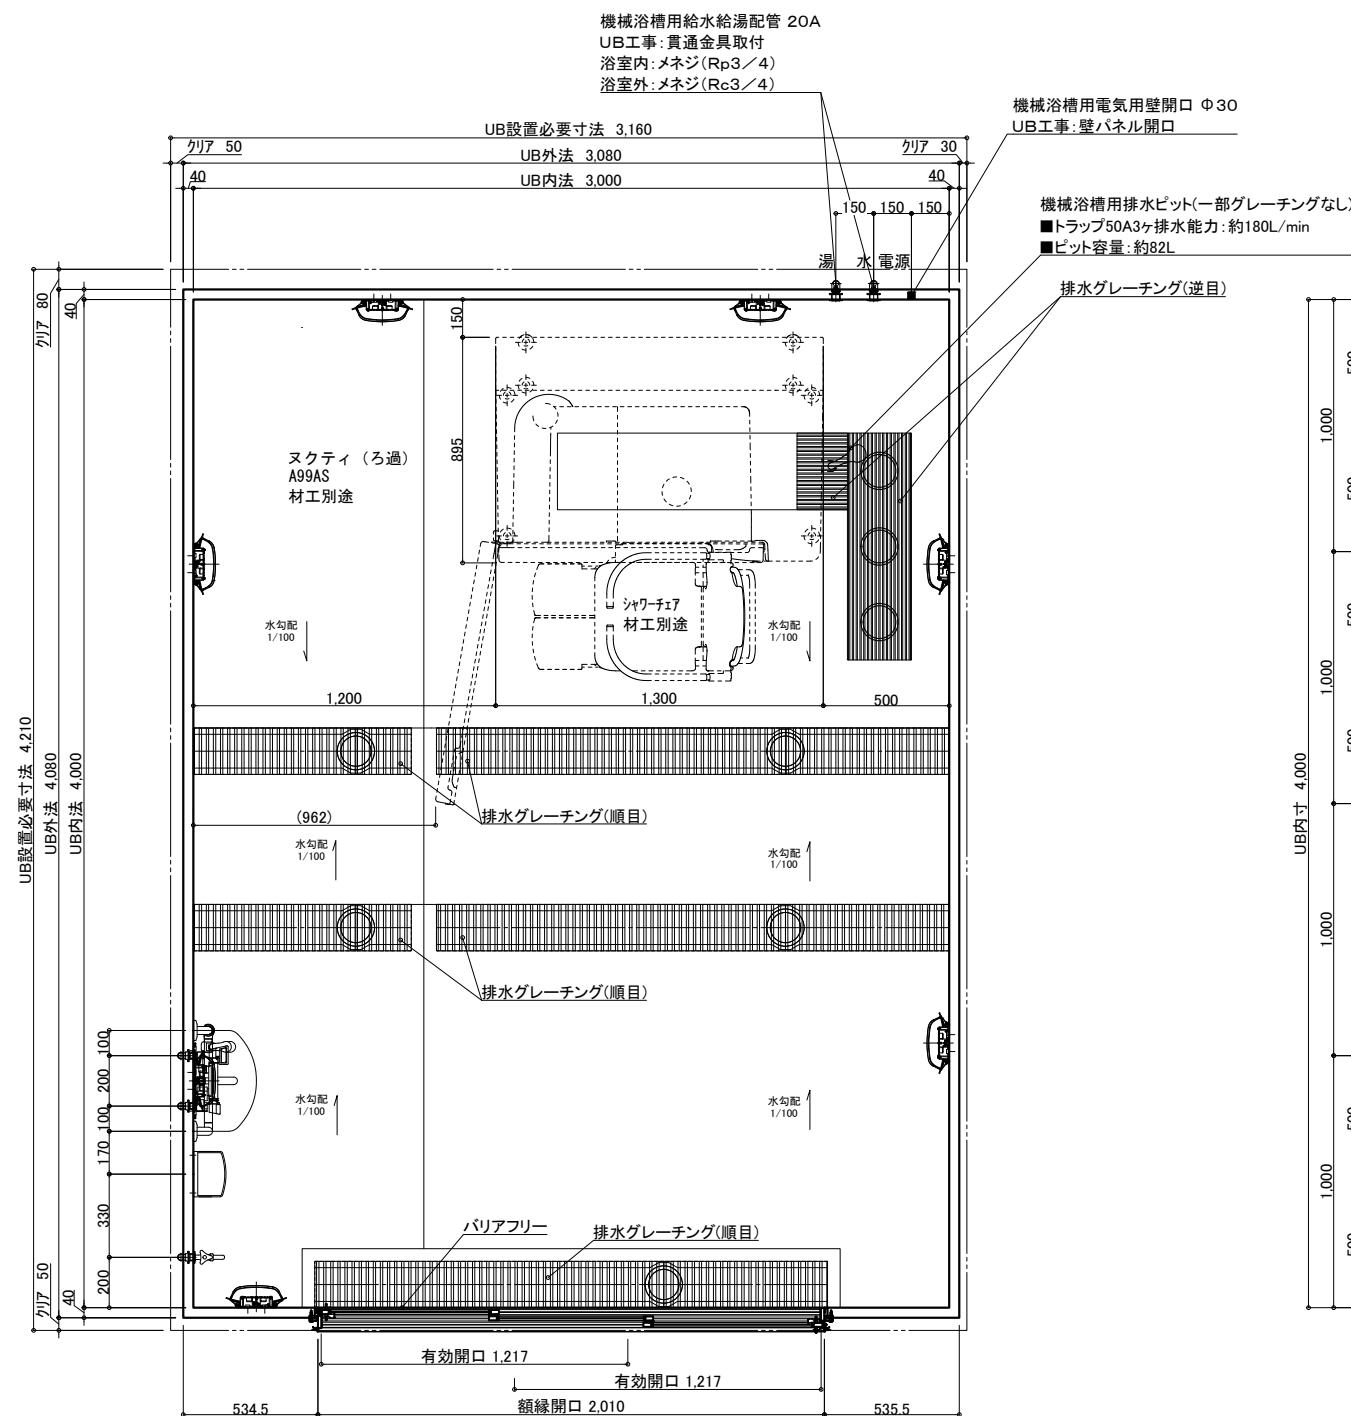 機械浴槽用給水給湯配管 20A
UB工事:貫通金具取付
浴室内:メネジ(Rp3／4)
浴室外:メネジ(Rc3／4)
機械浴槽用電気用壁開口 Φ30
UB工事:壁パネル開口
UB設置必要寸法 3,160
クリア 50
UB外法 3,080
クリア 30
40
UB内法 3,000
40
機械浴槽用排水ピット(一部グレーチングなし)
■トラップ50A3ヶ排水能力:約180L/min
■ピット容量:約82L
150
150
150
湯
水
電源
排水グレーチング(逆目)
クリア 80
40
150
895
ヌクティ（ろ過）
A99AS
材工別途
シャワーチェア
材工別途
水勾配
1/100
水勾配
1/100
1,200
1,300
500
UB設置必要寸法 4,210
UB外法 4,080
UB内法 4,000
(962)
排水グレーチング(順目)
水勾配
1/100
水勾配
1/100
排水グレーチング(順目)
100
200
100
170
330
200
水勾配
1/100
水勾配
1/100
バリアフリー
排水グレーチング(順目)
クリア 50
40
有効開口 1,217
有効開口 1,217
534.5
額縁開口 2,010
535.5
UB内寸 4,000
1,000
1,000
1,000
1,000
500
500
500
500
500
500